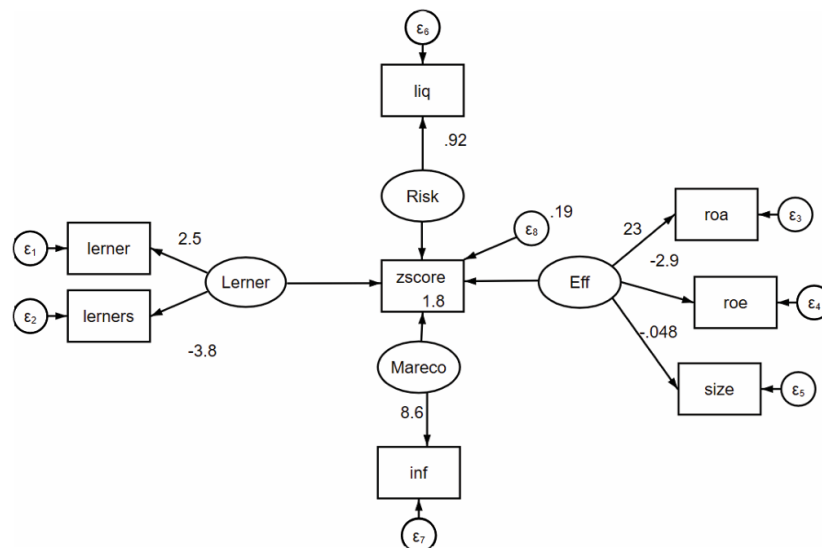 ε6
liq
.92
Risk
ε8
.19
ε1
lerner
2.5
Lerner
ε2
lerners
-3.8
zscore
1.8
Eff
23
roa
ε3
-2.9
roe
ε4
-.048
size
ε5
Mareco
8.6
inf
ε7